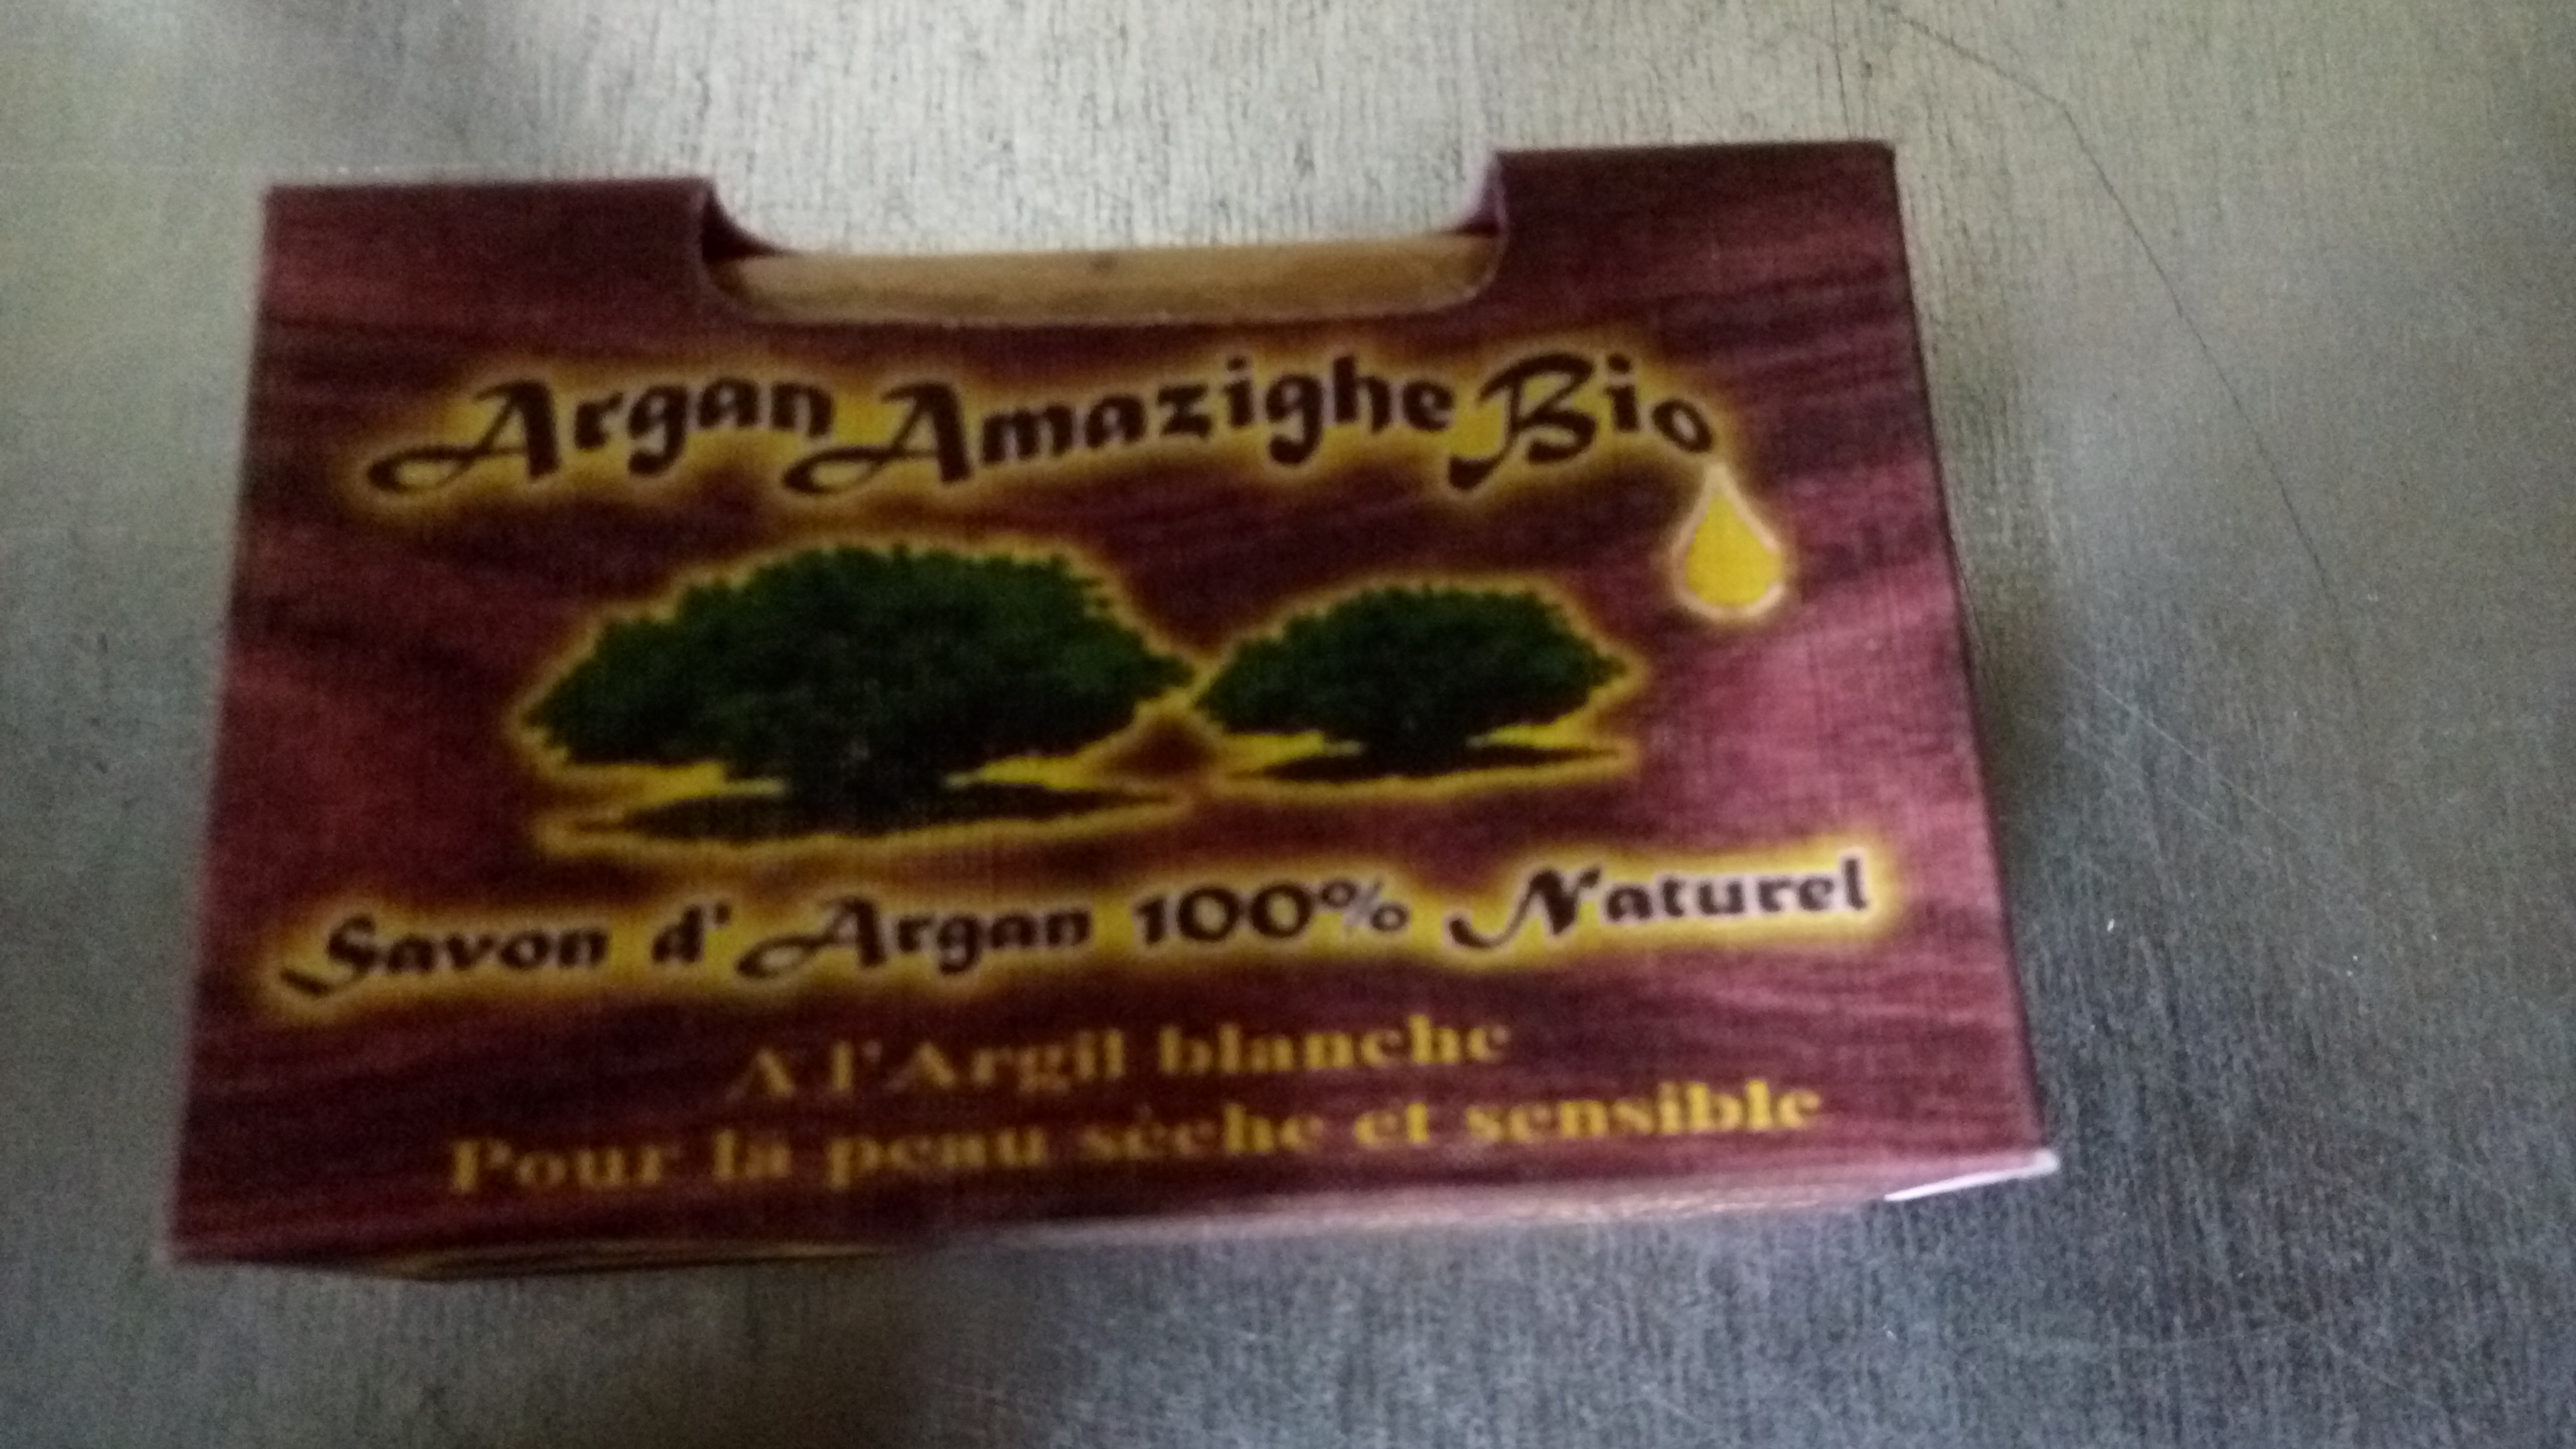 Argan Amazighe Bio
Savon d'Argan 100% Naturel
A l'Argil blanche
Pour la peau sèche et sensible